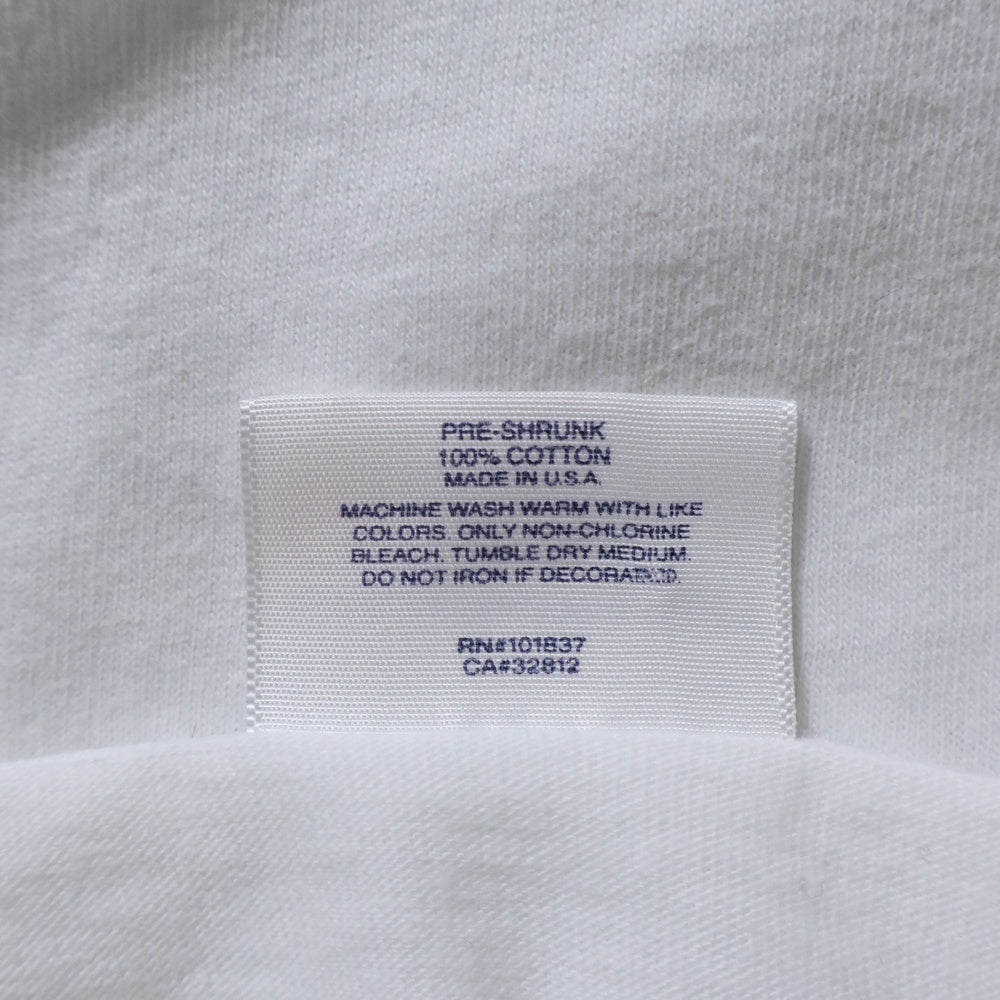 PRE-SHRUNK
100% COTTON
MADE IN U.S.A.
MACHINE WASH WARM WITH LIKE
COLORS. ONLY NON-CHLORINE
BLEACH. TUMBLE DRY MEDIUM.
DO NOT IRON IF DECORATED.
RN#101837
CA#32812